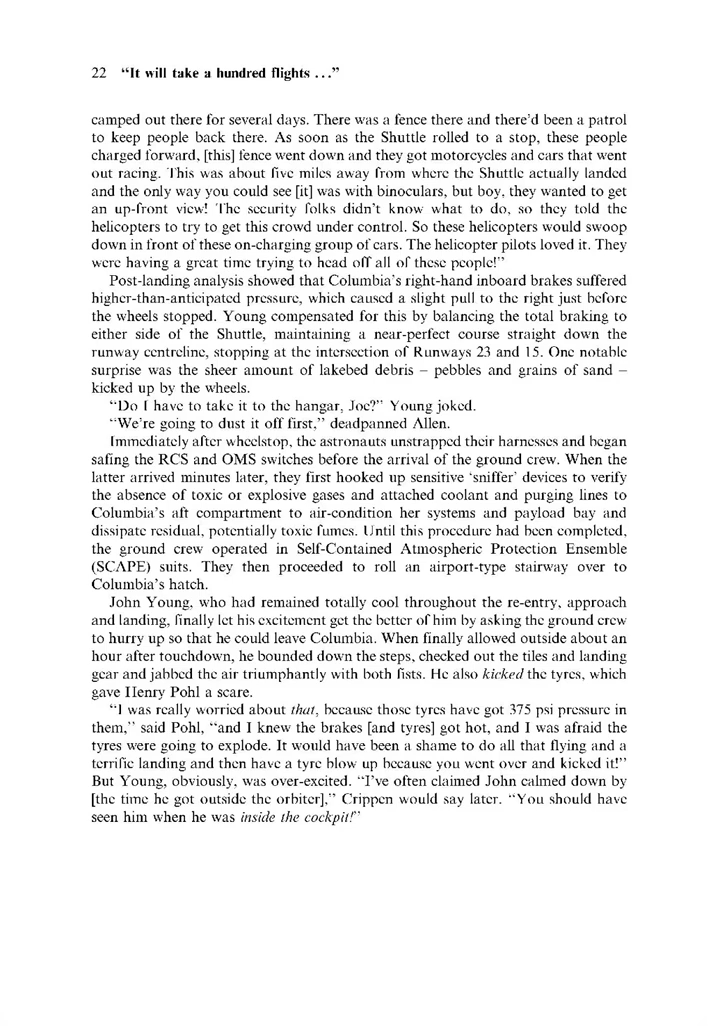 22 “It will take a hundred flights ...”
camped out there for several days. There was a fence there and there’d been a patrol
to keep people back there. As soon as the Shuttle rolled to a stop, these people
charged forward, [this] fence went down and they got motorcycles and cars that went
out racing. This was about five miles away from where the Shuttle actually landed
and the only way you could see [it] was with binoculars, but boy, they wanted to get
an up-front view! The security folks didn’t know what to do, so they told the
helicopters to try to get this crowd under control. So these helicopters would swoop
down in front of these on-charging group of cars. The helicopter pilots loved it. They
were having a great time trying to head off all of these people!”
Post-landing analysis showed that Columbia’s right-hand inboard brakes suffered
higher-than-anticipated pressure, which caused a slight pull to the right just before
the wheels stopped. Young compensated for this by balancing the total braking to
either side of the Shuttle, maintaining a near-perfect course straight down the
runway centreline, stopping at the intersection of Runways 23 and 15. One notable
surprise was the sheer amount of lakebed debris – pebbles and grains of sand –
kicked up by the wheels.
“Do I have to take it to the hangar, Joe?” Young joked.
“We’re going to dust it off first,” deadpanned Allen.
Immediately after wheelstop, the astronauts unstrapped their harnesses and began
safing the RCS and OMS switches before the arrival of the ground crew. When the
latter arrived minutes later, they first hooked up sensitive ‘sniffer’ devices to verify
the absence of toxic or explosive gases and attached coolant and purging lines to
Columbia’s aft compartment to air-condition her systems and payload bay and
dissipate residual, potentially toxic fumes. Until this procedure had been completed,
the ground crew operated in Self-Contained Atmospheric Protection Ensemble
(SCAPE) suits. They then proceeded to roll an airport-type stairway over to
Columbia’s hatch.
John Young, who had remained totally cool throughout the re-entry, approach
and landing, finally let his excitement get the better of him by asking the ground crew
to hurry up so that he could leave Columbia. When finally allowed outside about an
hour after touchdown, he bounded down the steps, checked out the tiles and landing
gear and jabbed the air triumphantly with both fists. He also kicked the tyres, which
gave Henry Pohl a scare.
“I was really worried about that, because those tyres have got 375 psi pressure in
them,” said Pohl, “and I knew the brakes [and tyres] got hot, and I was afraid the
tyres were going to explode. It would have been a shame to do all that flying and a
terrific landing and then have a tyre blow up because you went over and kicked it!”
But Young, obviously, was over-excited. “I’ve often claimed John calmed down by
[the time he got outside the orbiter],” Crippen would say later. “You should have
seen him when he was inside the cockpit!”